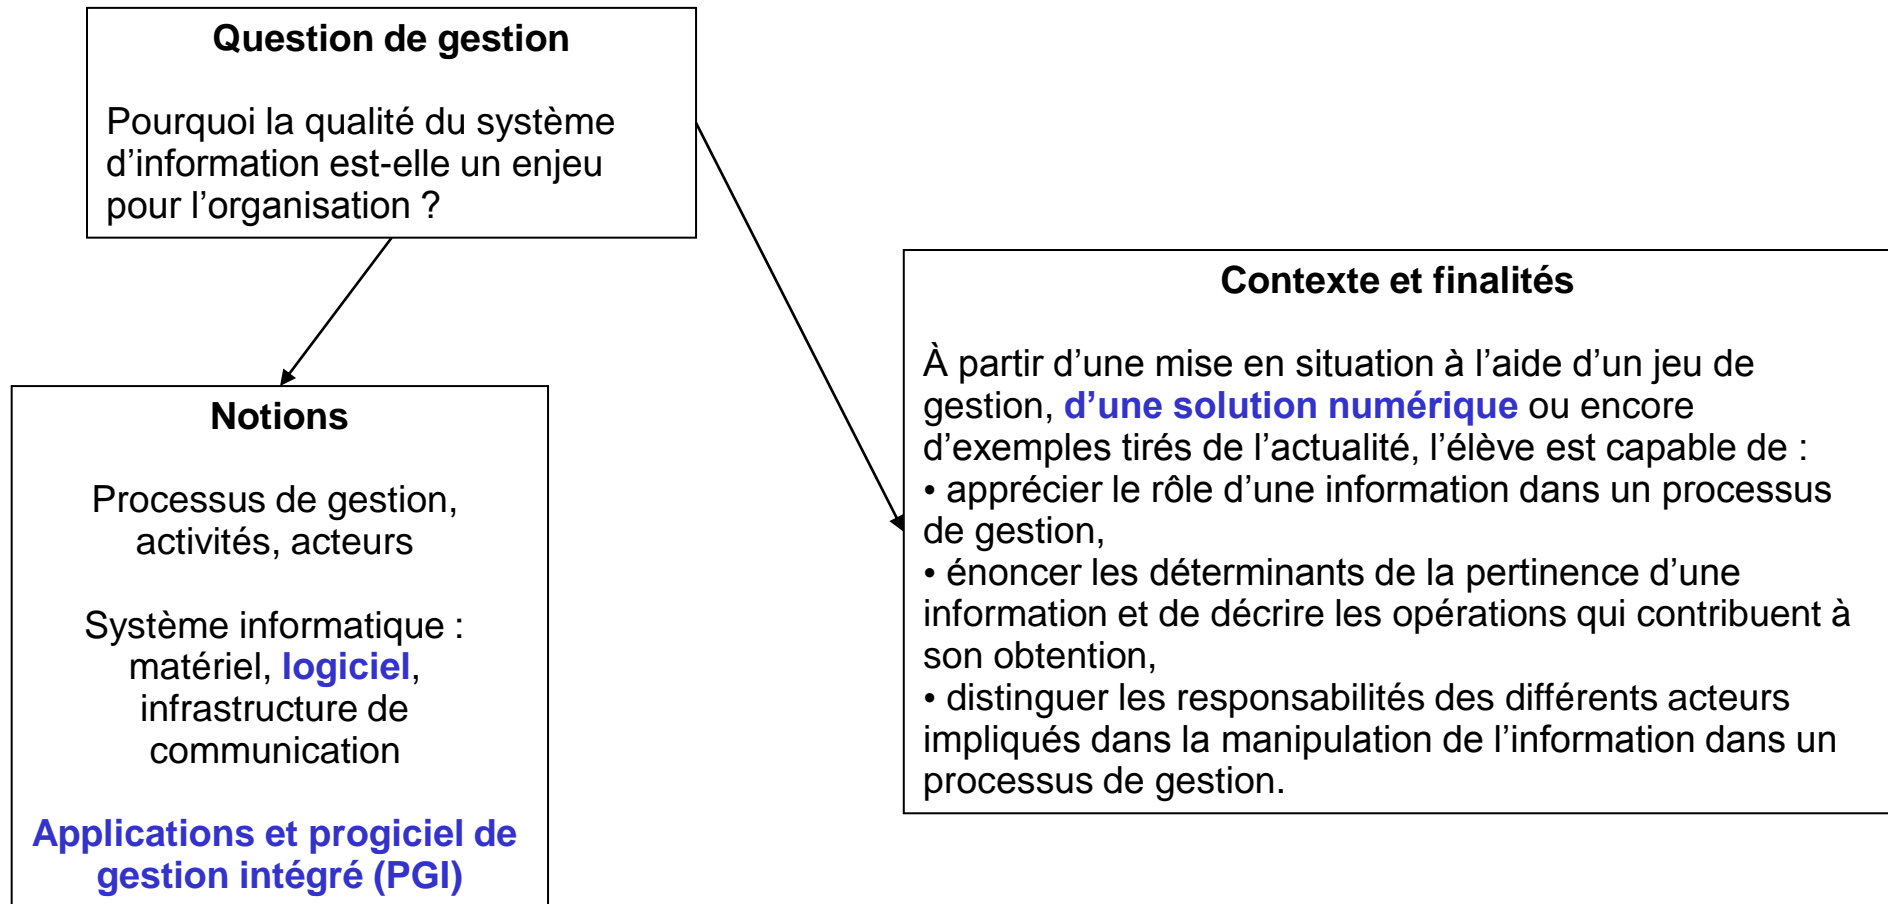 Question de gestion
Pourquoi la qualité du système
d’information est-elle un enjeu
pour l’organisation ?
Notions
Processus de gestion,
activités, acteurs
Système informatique :
matériel, logiciel,
infrastructure de
communication
Applications et progiciel de
gestion intégré (PGI)
Contexte et finalités
À partir d’une mise en situation à l’aide d’un jeu de
gestion, d’une solution numérique ou encore
d’exemples tirés de l’actualité, l’élève est capable de :
• apprécier le rôle d’une information dans un processus
de gestion,
• énoncer les déterminants de la pertinence d’une
information et de décrire les opérations qui contribuent à
son obtention,
• distinguer les responsabilités des différents acteurs
impliqués dans la manipulation de l’information dans un
processus de gestion.